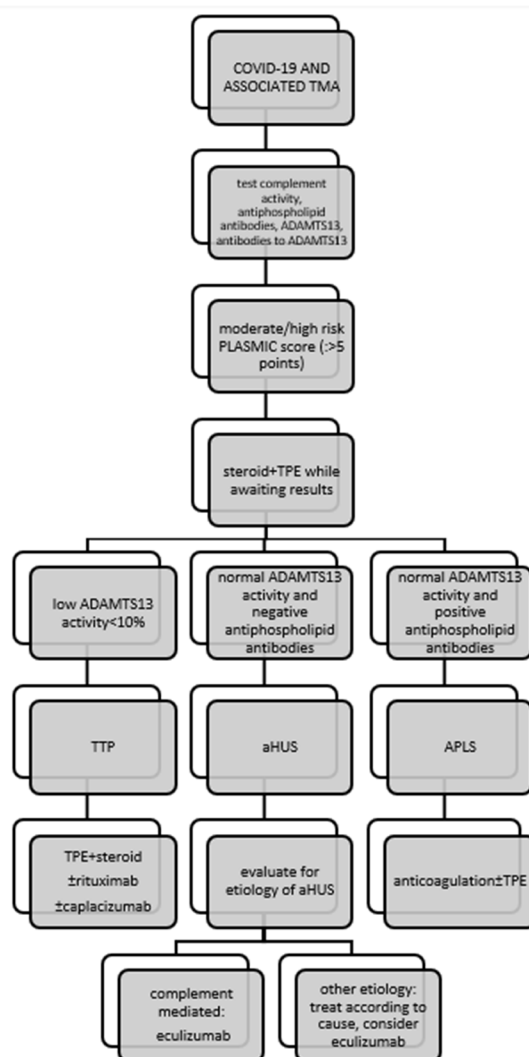 COVID-19 AND
ASSOCIATED TMA
test complement
activity,
antiphospholipid
antibodies, ADAMTS13,
antibodies to ADAMTS13
moderate/high risk
PLASMIC score (:>5
points)
steroid+TPE while
awaiting results
low ADAMTS13
activity<10%
normal ADAMTS13
activity and
negative
antiphospholipid
antibodies
normal ADAMTS13
activity and
positive
antiphospholipid
antibodies
TTP
aHUS
APLS
TPE+steroid
±rituximab
±caplacizumab
evaluate for
etiology of aHUS
anticoagulation±TPE
complement
mediated:
eculizumab
other etiology:
treat according to
cause, consider
eculizumab